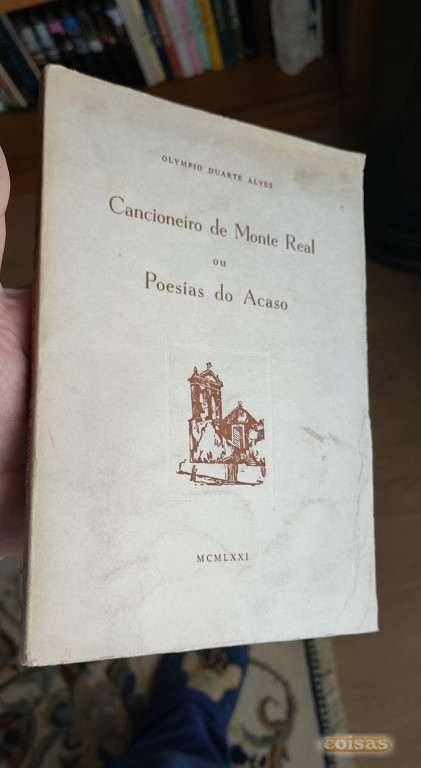 OLYMPIO DUARTE ALVES
Cancioneiro de Monte Real
ou
Poesias do Acaso
MCMLXXI
coisas